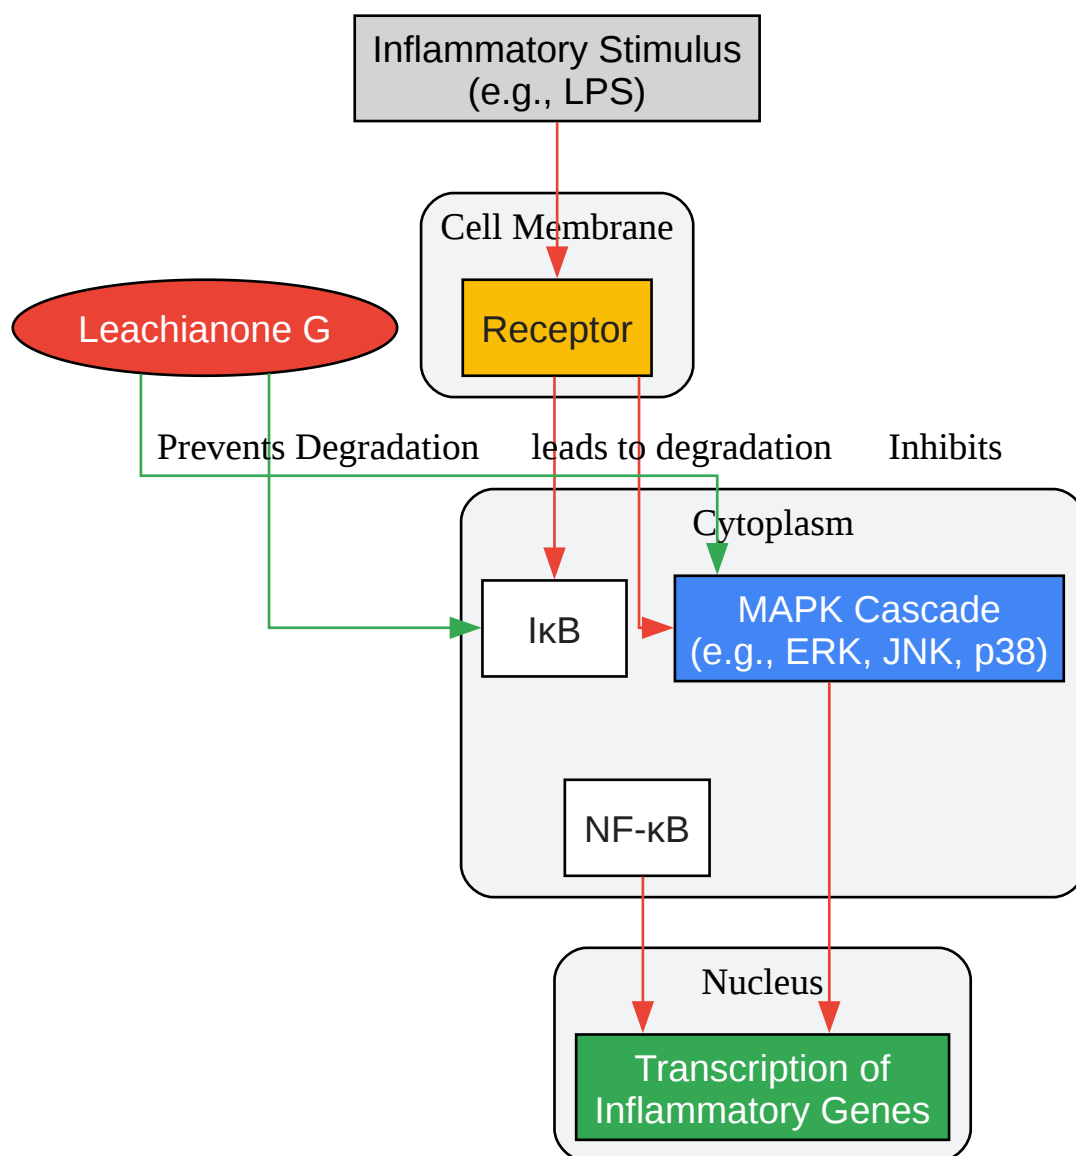 Inflammatory Stimulus
(e.g., LPS)
Cell Membrane
Leachianone G
Receptor
Prevents Degradation
leads to degradation
Inhibits
Cytoplasm
IκB
MAPK Cascade
(e.g., ERK, JNK, p38)
NF-κB
Nucleus
Transcription of
Inflammatory Genes